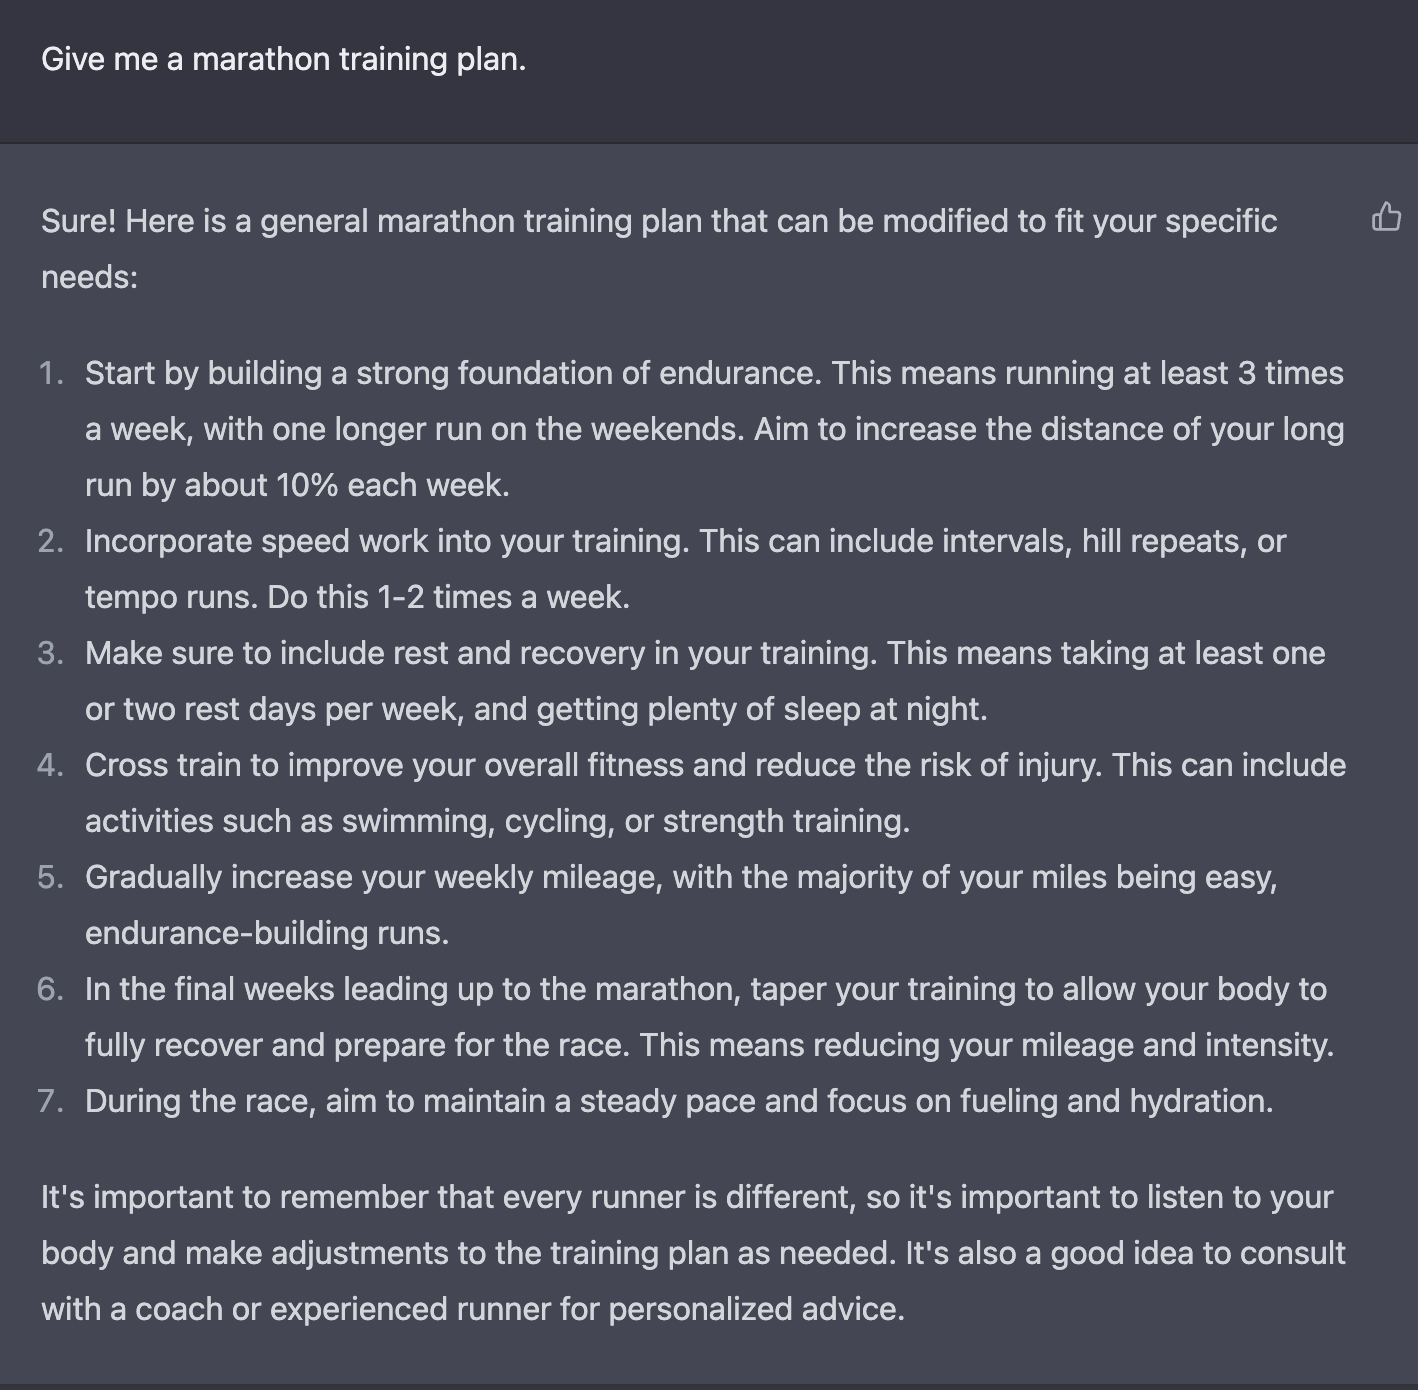 Give me a marathon training plan.
Sure! Here is a general marathon training plan that can be modified to fit your specific
needs:
1. Start by building a strong foundation of endurance. This means running at least 3 times
a week, with one longer run on the weekends. Aim to increase the distance of your long
run by about 10% each week.
2. Incorporate speed work into your training. This can include intervals, hill repeats, or
tempo runs. Do this 1-2 times a week.
3. Make sure to include rest and recovery in your training. This means taking at least one
or two rest days per week, and getting plenty of sleep at night.
4. Cross train to improve your overall fitness and reduce the risk of injury. This can include
activities such as swimming, cycling, or strength training.
5. Gradually increase your weekly mileage, with the majority of your miles being easy,
endurance-building runs.
6. In the final weeks leading up to the marathon, taper your training to allow your body to
fully recover and prepare for the race. This means reducing your mileage and intensity.
7. During the race, aim to maintain a steady pace and focus on fueling and hydration.
It's important to remember that every runner is different, so it's important to listen to your
body and make adjustments to the training plan as needed. It's also a good idea to consult
with a coach or experienced runner for personalized advice.